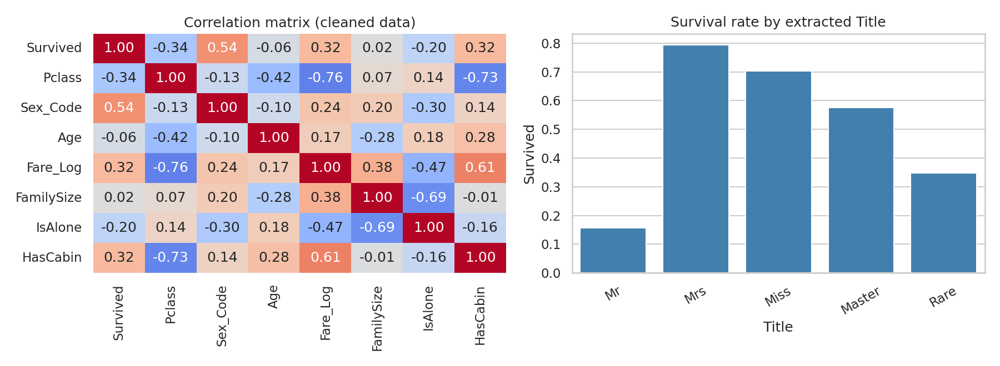 Correlation matrix (cleaned data)
Survived 1.00 -0.34 0.54 -0.06 0.32 0.02 -0.20 0.32
Pclass -0.34 1.00 -0.13 -0.42 -0.76 0.07 0.14 -0.73
Sex_Code 0.54 -0.13 1.00 -0.10 0.24 0.20 -0.30 0.14
Age -0.06 -0.42 -0.10 1.00 0.17 -0.28 0.18 0.28
Fare_Log 0.32 -0.76 0.24 0.17 1.00 0.38 -0.47 0.61
FamilySize 0.02 0.07 0.20 -0.28 0.38 1.00 -0.69 -0.01
IsAlone -0.20 0.14 -0.30 0.18 -0.47 -0.69 1.00 -0.16
HasCabin 0.32 -0.73 0.14 0.28 0.61 -0.01 -0.16 1.00
Survived Pclass Sex_Code Age Fare_Log FamilySize IsAlone HasCabin
Survival rate by extracted Title
Survived
0.8
0.7
0.6
0.5
0.4
0.3
0.2
0.1
0.0
Mr Mrs Miss Master Rare
Title